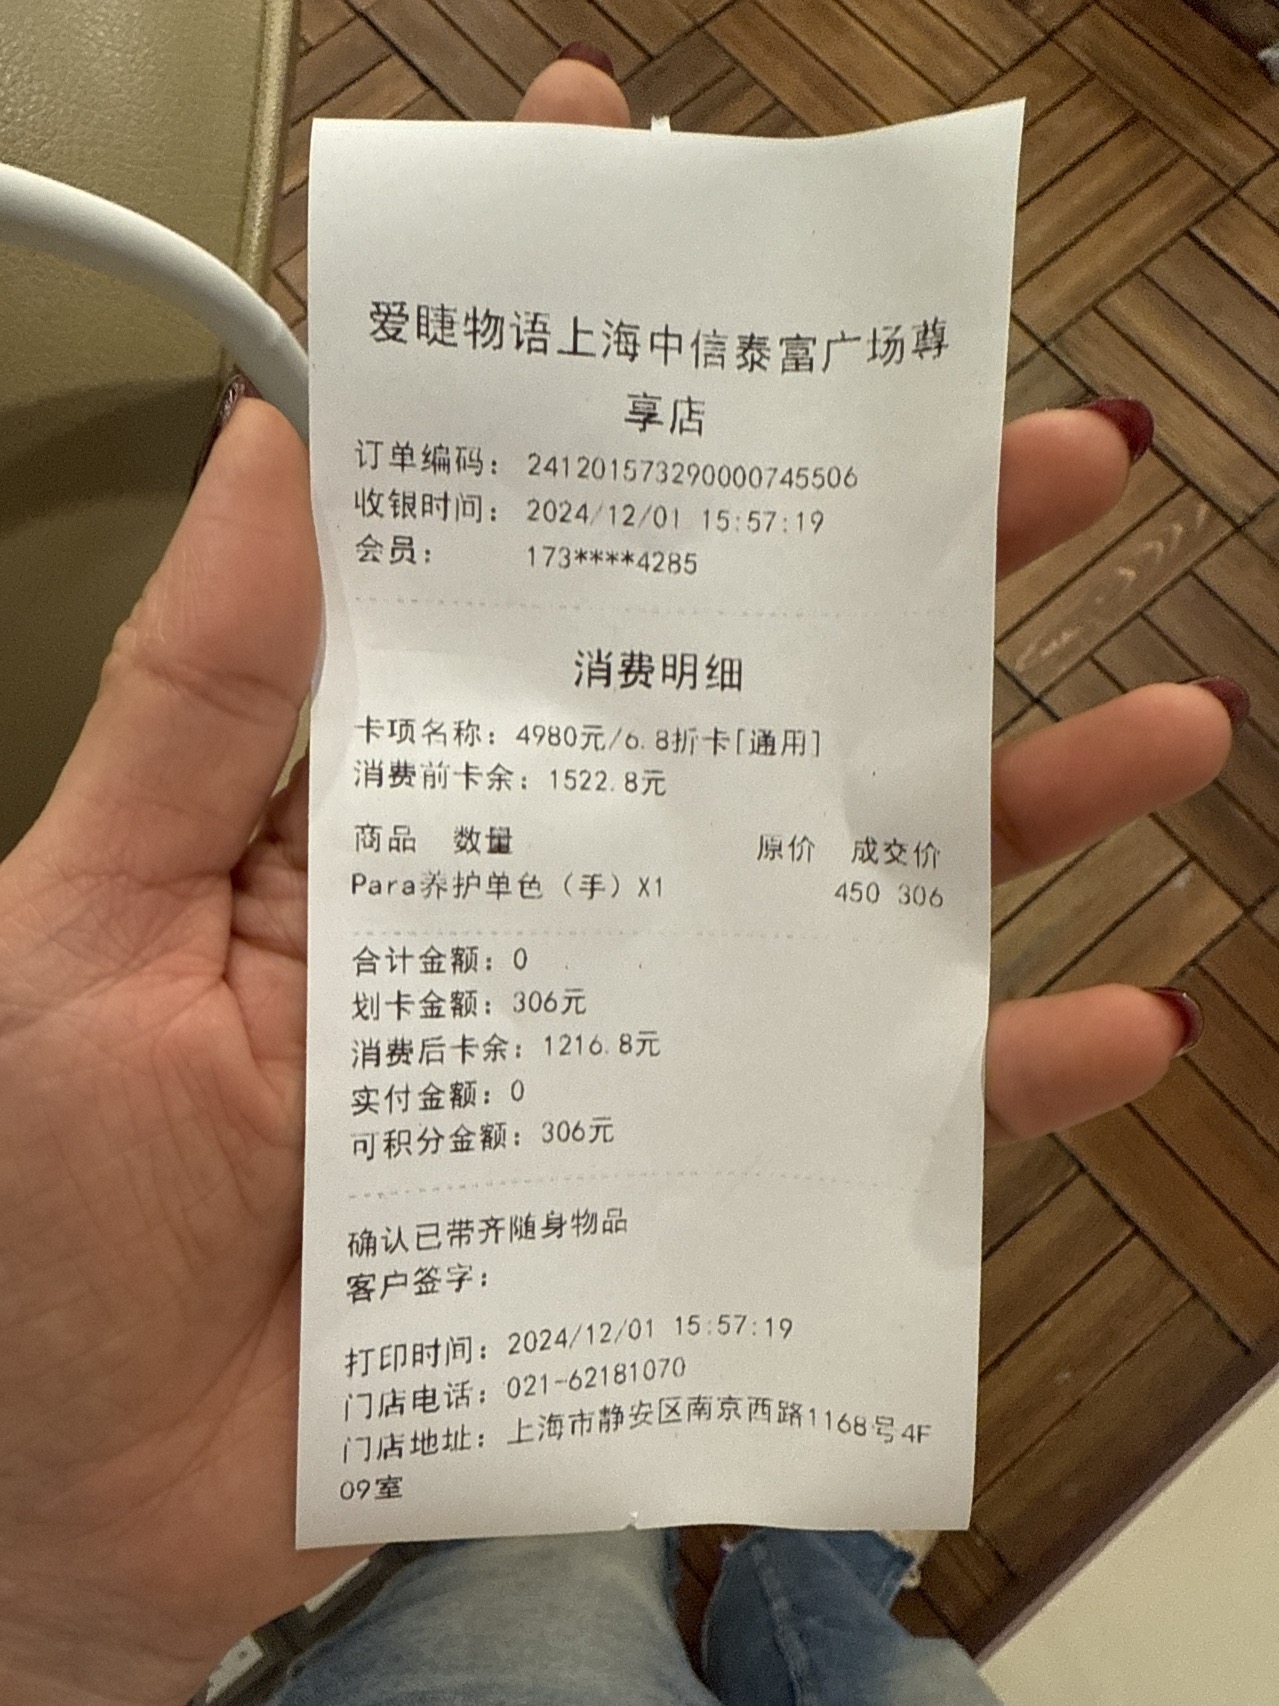 爱睫物语上海中信泰富广场尊
享店
订单编码：241201573290000745506
收银时间：2024/12/01 15:57:19
会员：173****4285
消费明细
卡项名称：4980元/6.8折卡[通用]
消费前卡余：1522.8元
商品 数量 原价 成交价
Para养护单色（手）X1 450 306
合计金额：0
划卡金额：306元
消费后卡余：1216.8元
实付金额：0
可积分金额：306元
确认已带齐随身物品
客户签字：
打印时间：2024/12/01 15:57:19
门店电话：021-62181070
门店地址：上海市静安区南京西路1168号4F
09室